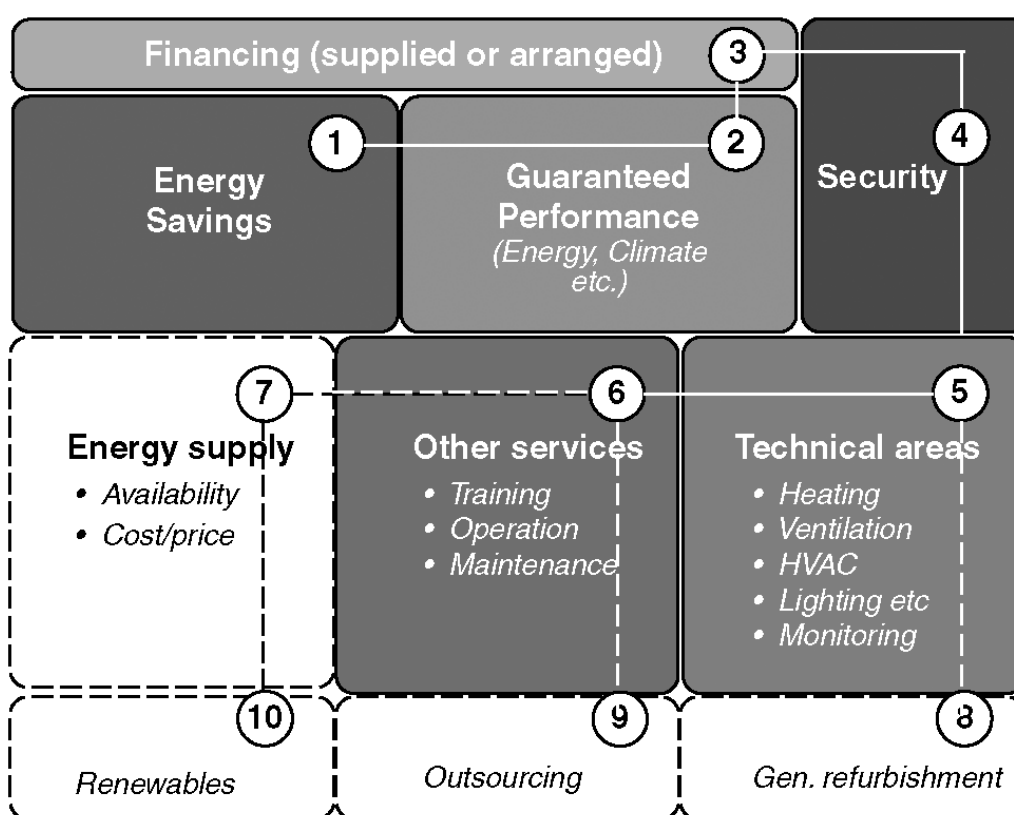 Financing (supplied or arranged)
3
1
2
4
Energy
Savings
Guaranteed
Performance
(Energy, Climate
etc.)
Security
7
6
5
Energy supply
• Availability
• Cost/price
Other services
• Training
• Operation
• Maintenance
Technical areas
• Heating
• Ventilation
• HVAC
• Lighting etc
• Monitoring
10
9
8
Renewables
Outsourcing
Gen. refurbishment